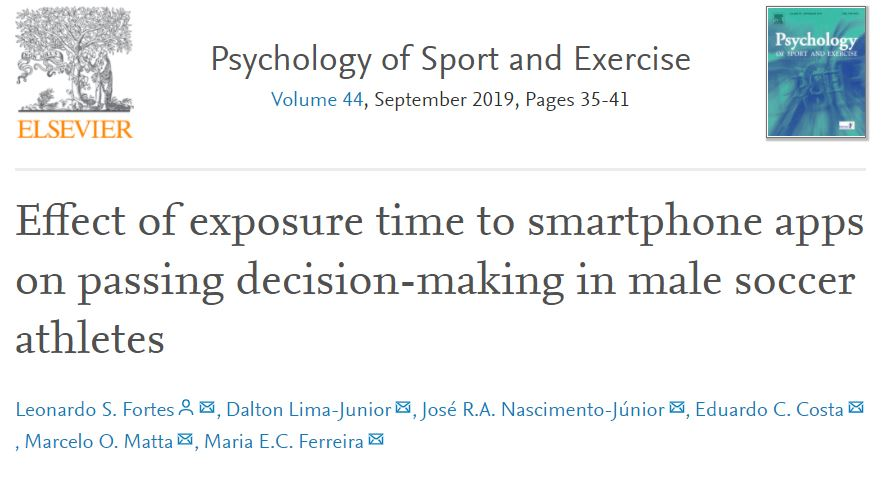 Psychology of Sport and Exercise
Volume 44, September 2019, Pages 35-41
ELSEVIER
Psychology
OF SPORT AND EXERCISE
Effect of exposure time to smartphone apps
on passing decision-making in male soccer
athletes
Leonardo S. Fortes, Dalton Lima-Junior, José R.A. Nascimento-Júnior, Eduardo C. Costa
, Marcelo O. Matta, Maria E.C. Ferreira